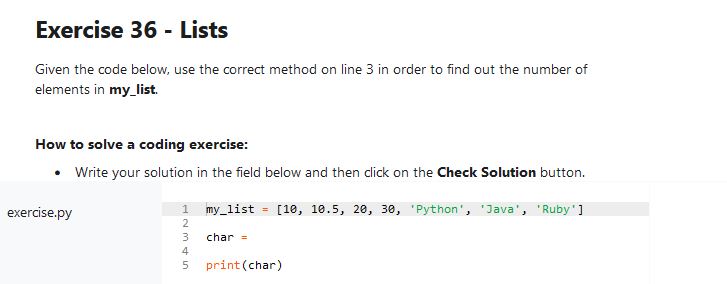 Exercise 36 - Lists
Given the code below, use the correct method on line 3 in order to find out the number of
elements in my_list.
How to solve a coding exercise:
• Write your solution in the field below and then click on the Check Solution button.
exercise.py
1 my_list = [10, 10.5, 20, 30, 'Python', 'Java', 'Ruby']
2
3 char =
4
5 print(char)